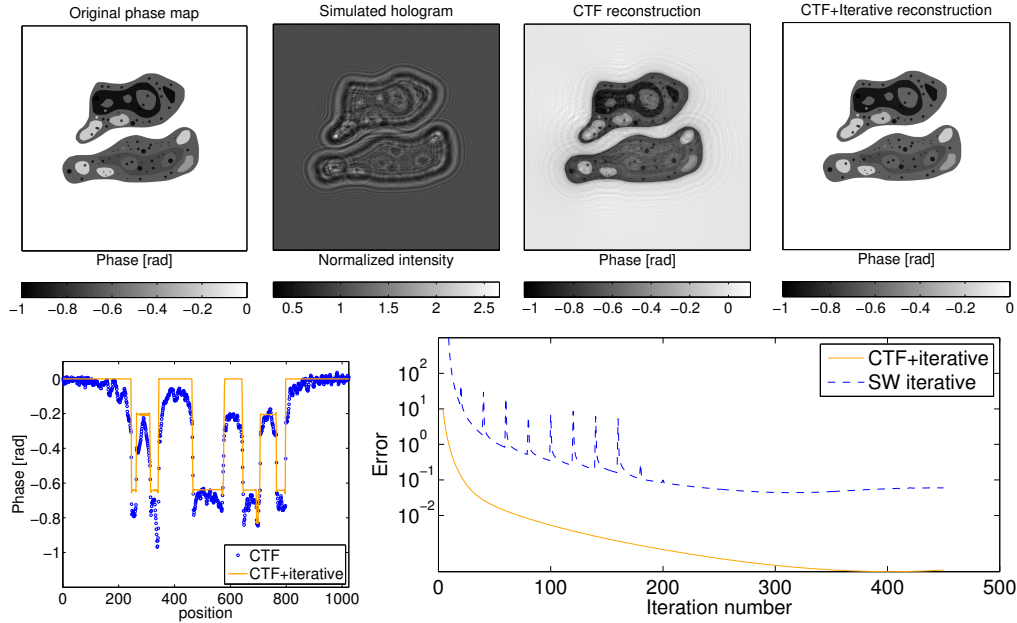 Original phase map
Simulated hologram
CTF reconstruction
CTF+Iterative reconstruction
Phase [rad]
Normalized intensity
Phase [rad]
Phase [rad]
−1 −0.8 −0.6 −0.4 −0.2 0
0.5 1 1.5 2 2.5
−1 −0.8 −0.6 −0.4 −0.2 0
−1 −0.8 −0.6 −0.4 −0.2 0
0
−0.2
−0.4
−0.6
−0.8
−1
Phase [rad]
CTF
CTF+iterative
0 200 400 600 800 1000
position
10^2
10^1
10^0
10^−1
10^−2
Error
CTF+iterative
SW iterative
0 100 200 300 400 500
Iteration number